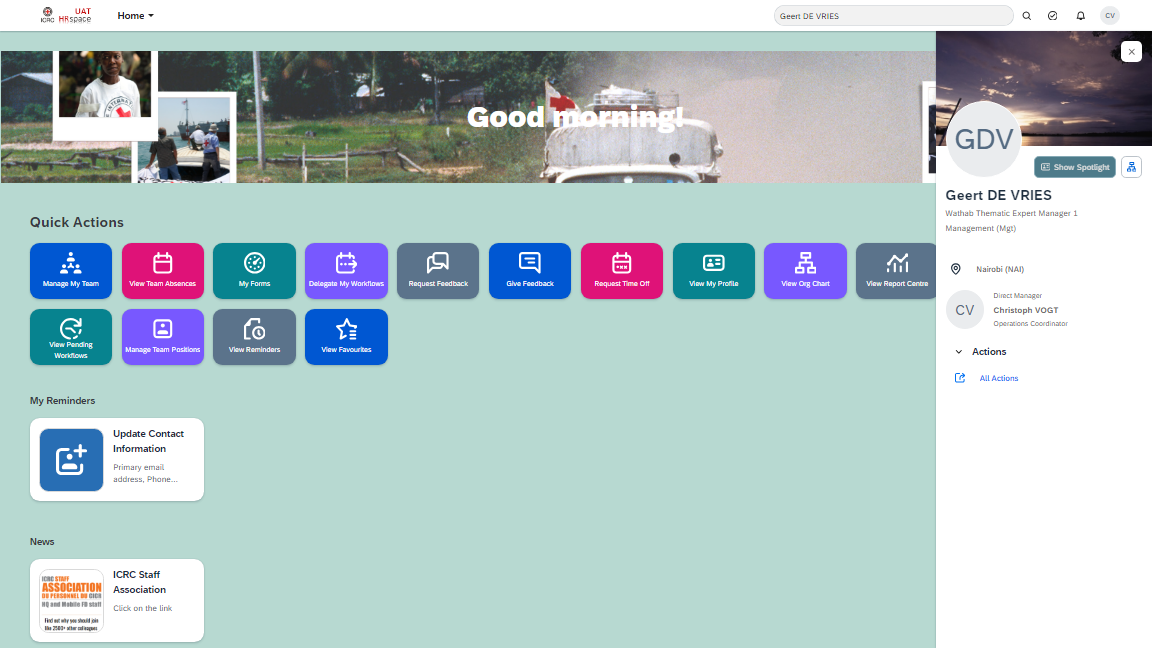 ICRC
UAT
HRspace
Home
Geert DE VRIES
CV
Good morning!
Quick Actions
Manage My Team
View Team Absences
My Forms
Delegate My Workflows
Request Feedback
Give Feedback
Request Time Off
View My Profile
View Org Chart
View Report Centre
View Pending
Workflows
Manage Team Positions
View Reminders
View Favourites
My Reminders
Update Contact
Information
Primary email
address, Phone...
News
ICRC STAFF
ASSOCIATION
DU PERSONNEL DU CICR
HQ and Mobile FD staff
Find out why you should join
the 2500+ other colleagues
ICRC Staff
Association
Click on the link
GDV
Show Spotlight
Geert DE VRIES
Wathab Thematic Expert Manager 1
Management (Mgt)
Nairobi (NAI)
CV
Direct Manager
Christoph VOGT
Operations Coordinator
Actions
All Actions